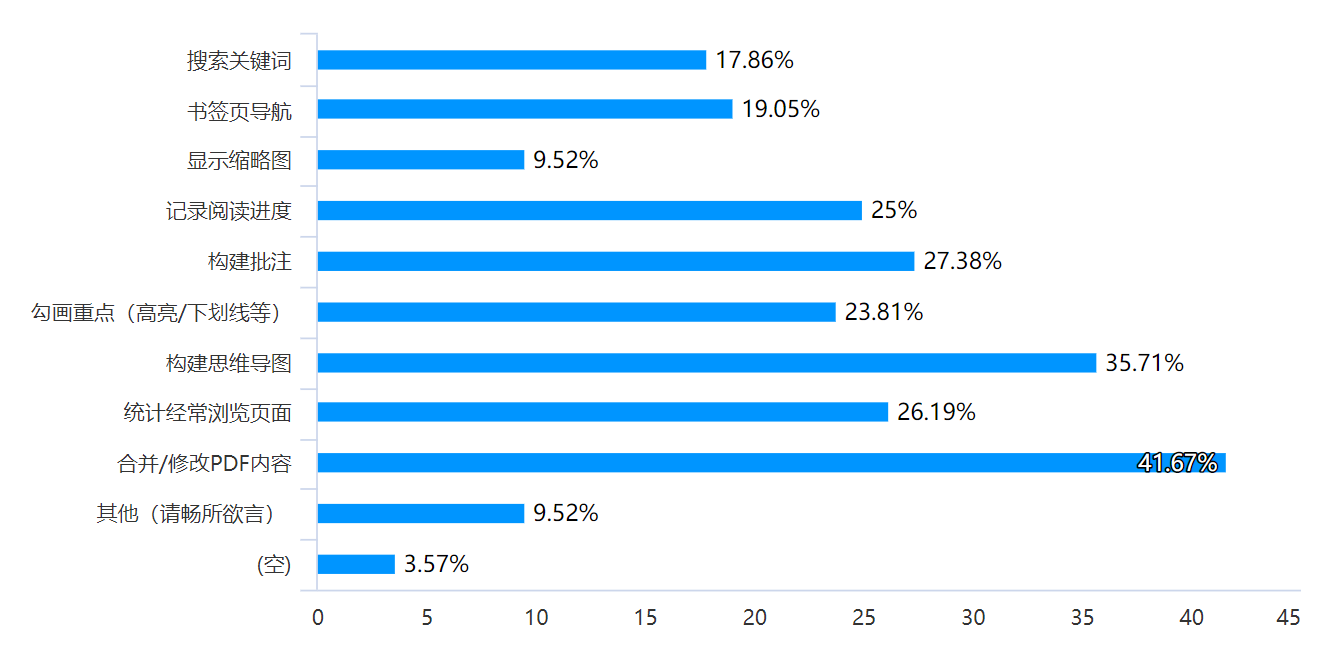 搜索关键词 17.86%
书签页导航 19.05%
显示缩略图 9.52%
记录阅读进度 25%
构建批注 27.38%
勾画重点（高亮/下划线等） 23.81%
构建思维导图 35.71%
统计经常浏览页面 26.19%
合并/修改PDF内容 41.67%
其他（请畅所欲言） 9.52%
(空) 3.57%
0 5 10 15 20 25 30 35 40 45